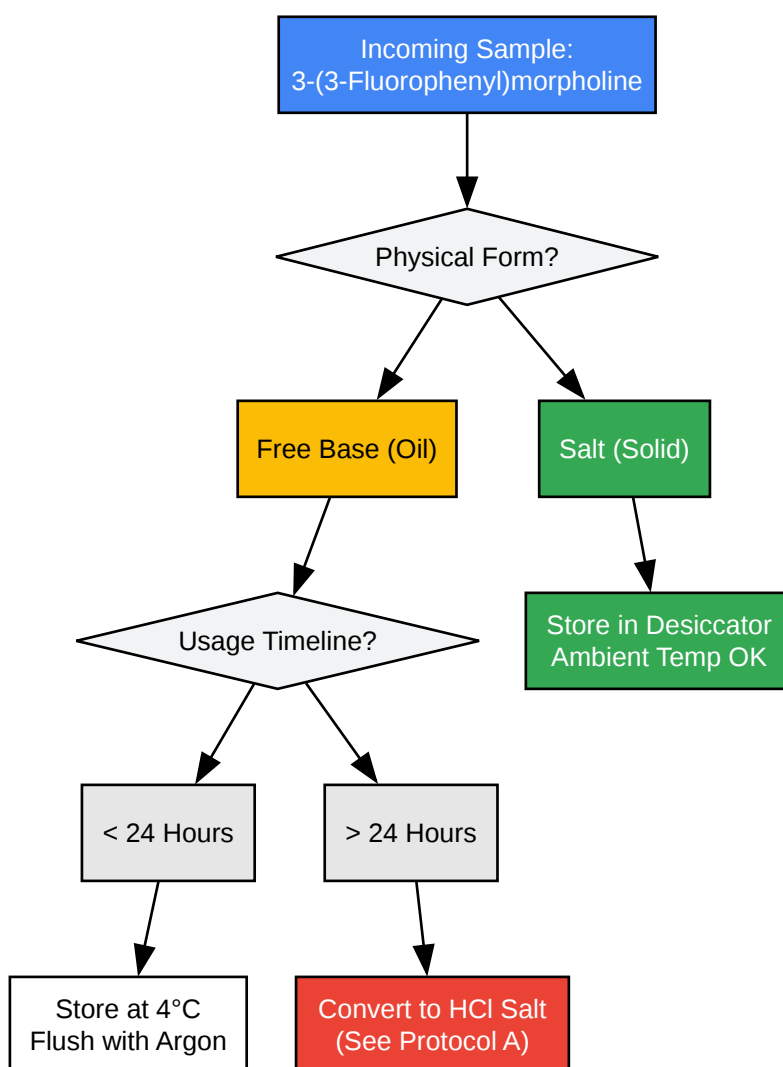 Incoming Sample:
3-(3-Fluorophenyl)morpholine
Physical Form?
Free Base (Oil)
Salt (Solid)
Usage Timeline?
Store in Desiccator
Ambient Temp OK
< 24 Hours
> 24 Hours
Store at 4°C
Flush with Argon
Convert to HCl Salt
(See Protocol A)